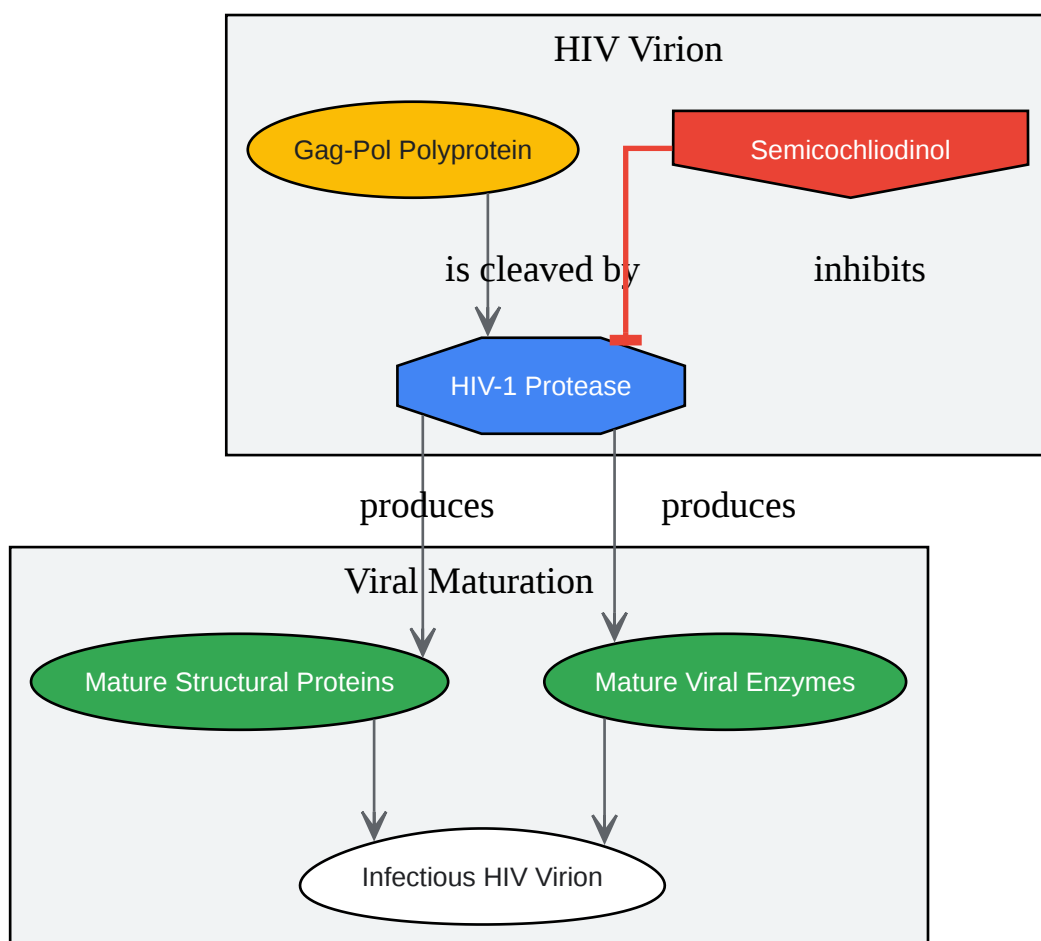 HIV Virion
Gag-Pol Polyprotein
Semicochliodinol
is cleaved by
inhibits
HIV-1 Protease
produces
produces
Viral Maturation
Mature Structural Proteins
Mature Viral Enzymes
Infectious HIV Virion